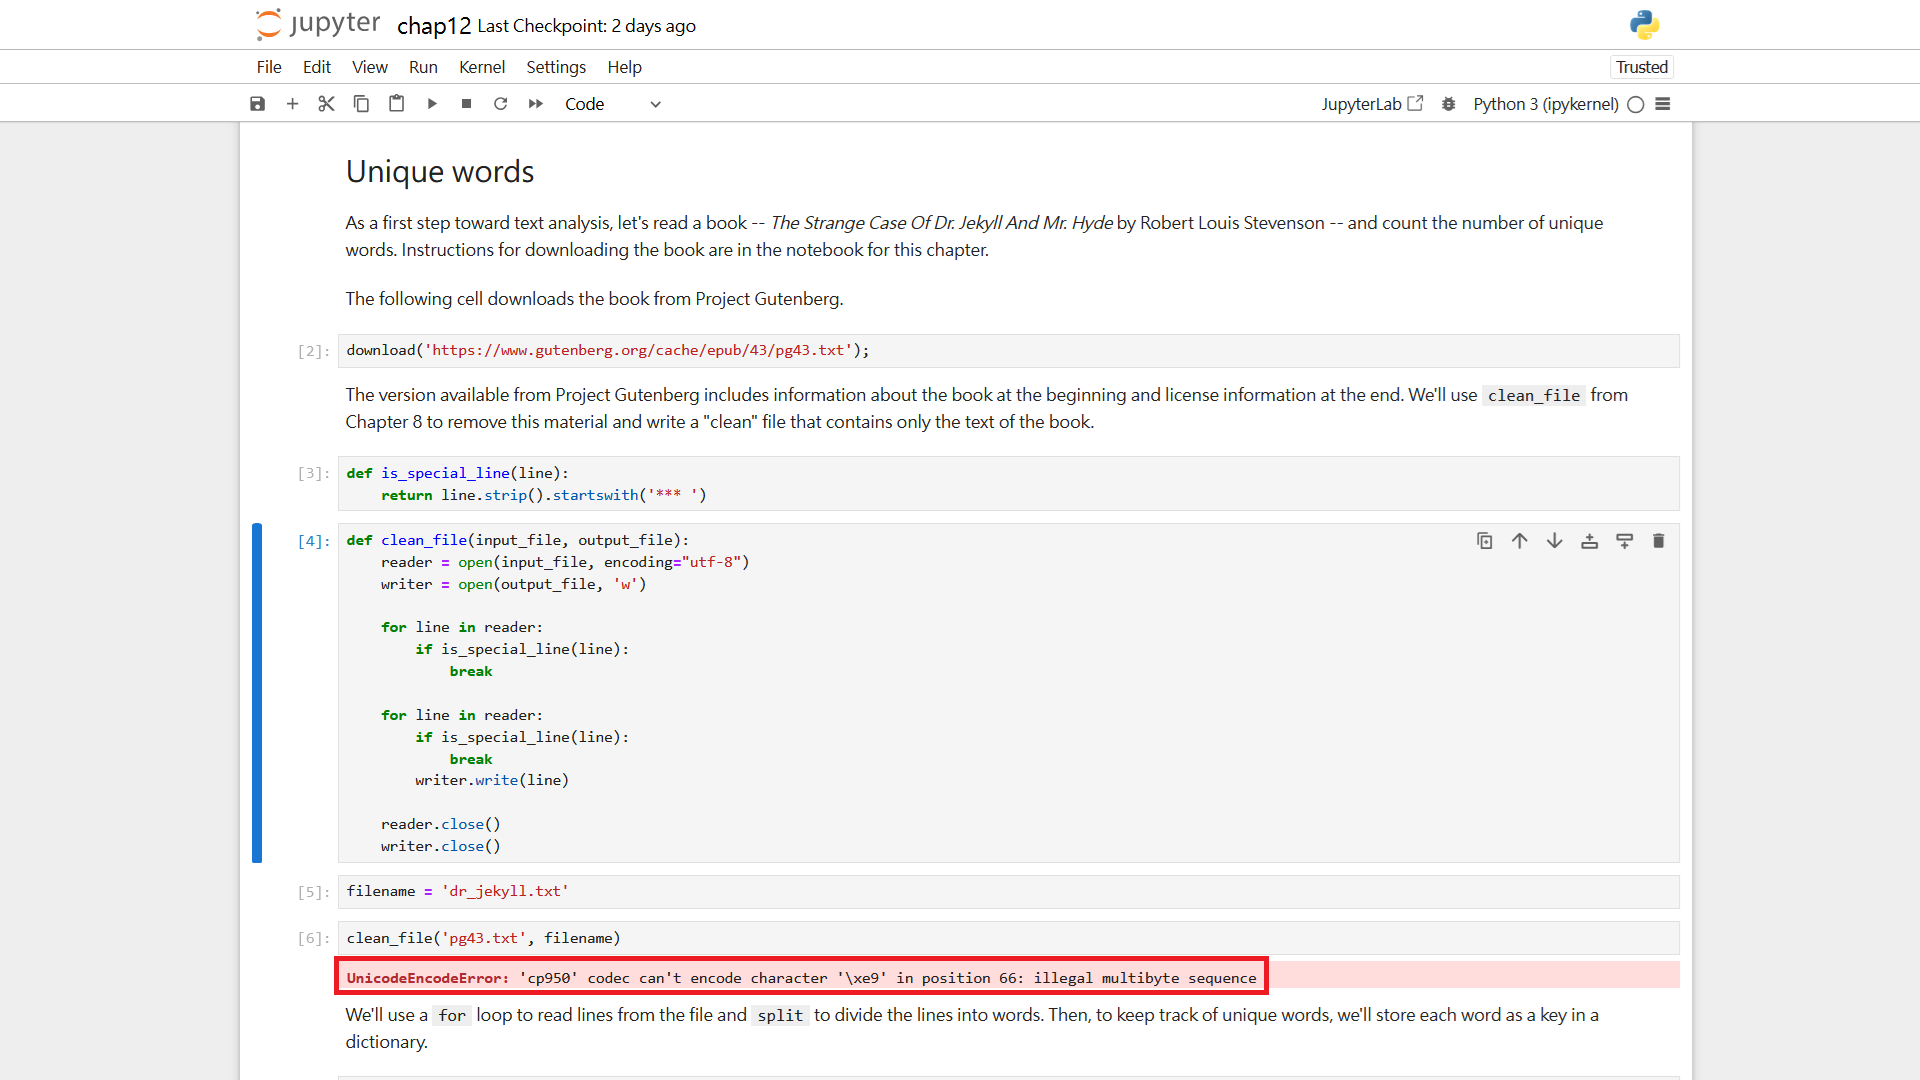 jupyter chap12 Last Checkpoint: 2 days ago
File Edit View Run Kernel Settings Help Trusted
Code JupyterLab Python 3 (ipykernel)
Unique words
As a first step toward text analysis, let's read a book -- The Strange Case Of Dr. Jekyll And Mr. Hyde by Robert Louis Stevenson -- and count the number of unique
words. Instructions for downloading the book are in the notebook for this chapter.
The following cell downloads the book from Project Gutenberg.
[2]: download('https://www.gutenberg.org/cache/epub/43/pg43.txt');
The version available from Project Gutenberg includes information about the book at the beginning and license information at the end. We'll use clean_file from
Chapter 8 to remove this material and write a "clean" file that contains only the text of the book.
[3]: def is_special_line(line):
    return line.strip().startswith('*** ')
[4]: def clean_file(input_file, output_file):
    reader = open(input_file, encoding="utf-8")
    writer = open(output_file, 'w')
    for line in reader:
        if is_special_line(line):
            break
    for line in reader:
        if is_special_line(line):
            break
        writer.write(line)
    reader.close()
    writer.close()
[5]: filename = 'dr_jekyll.txt'
[6]: clean_file('pg43.txt', filename)
UnicodeEncodeError: 'cp950' codec can't encode character '\xe9' in position 66: illegal multibyte sequence
We'll use a for loop to read lines from the file and split to divide the lines into words. Then, to keep track of unique words, we'll store each word as a key in a
dictionary.